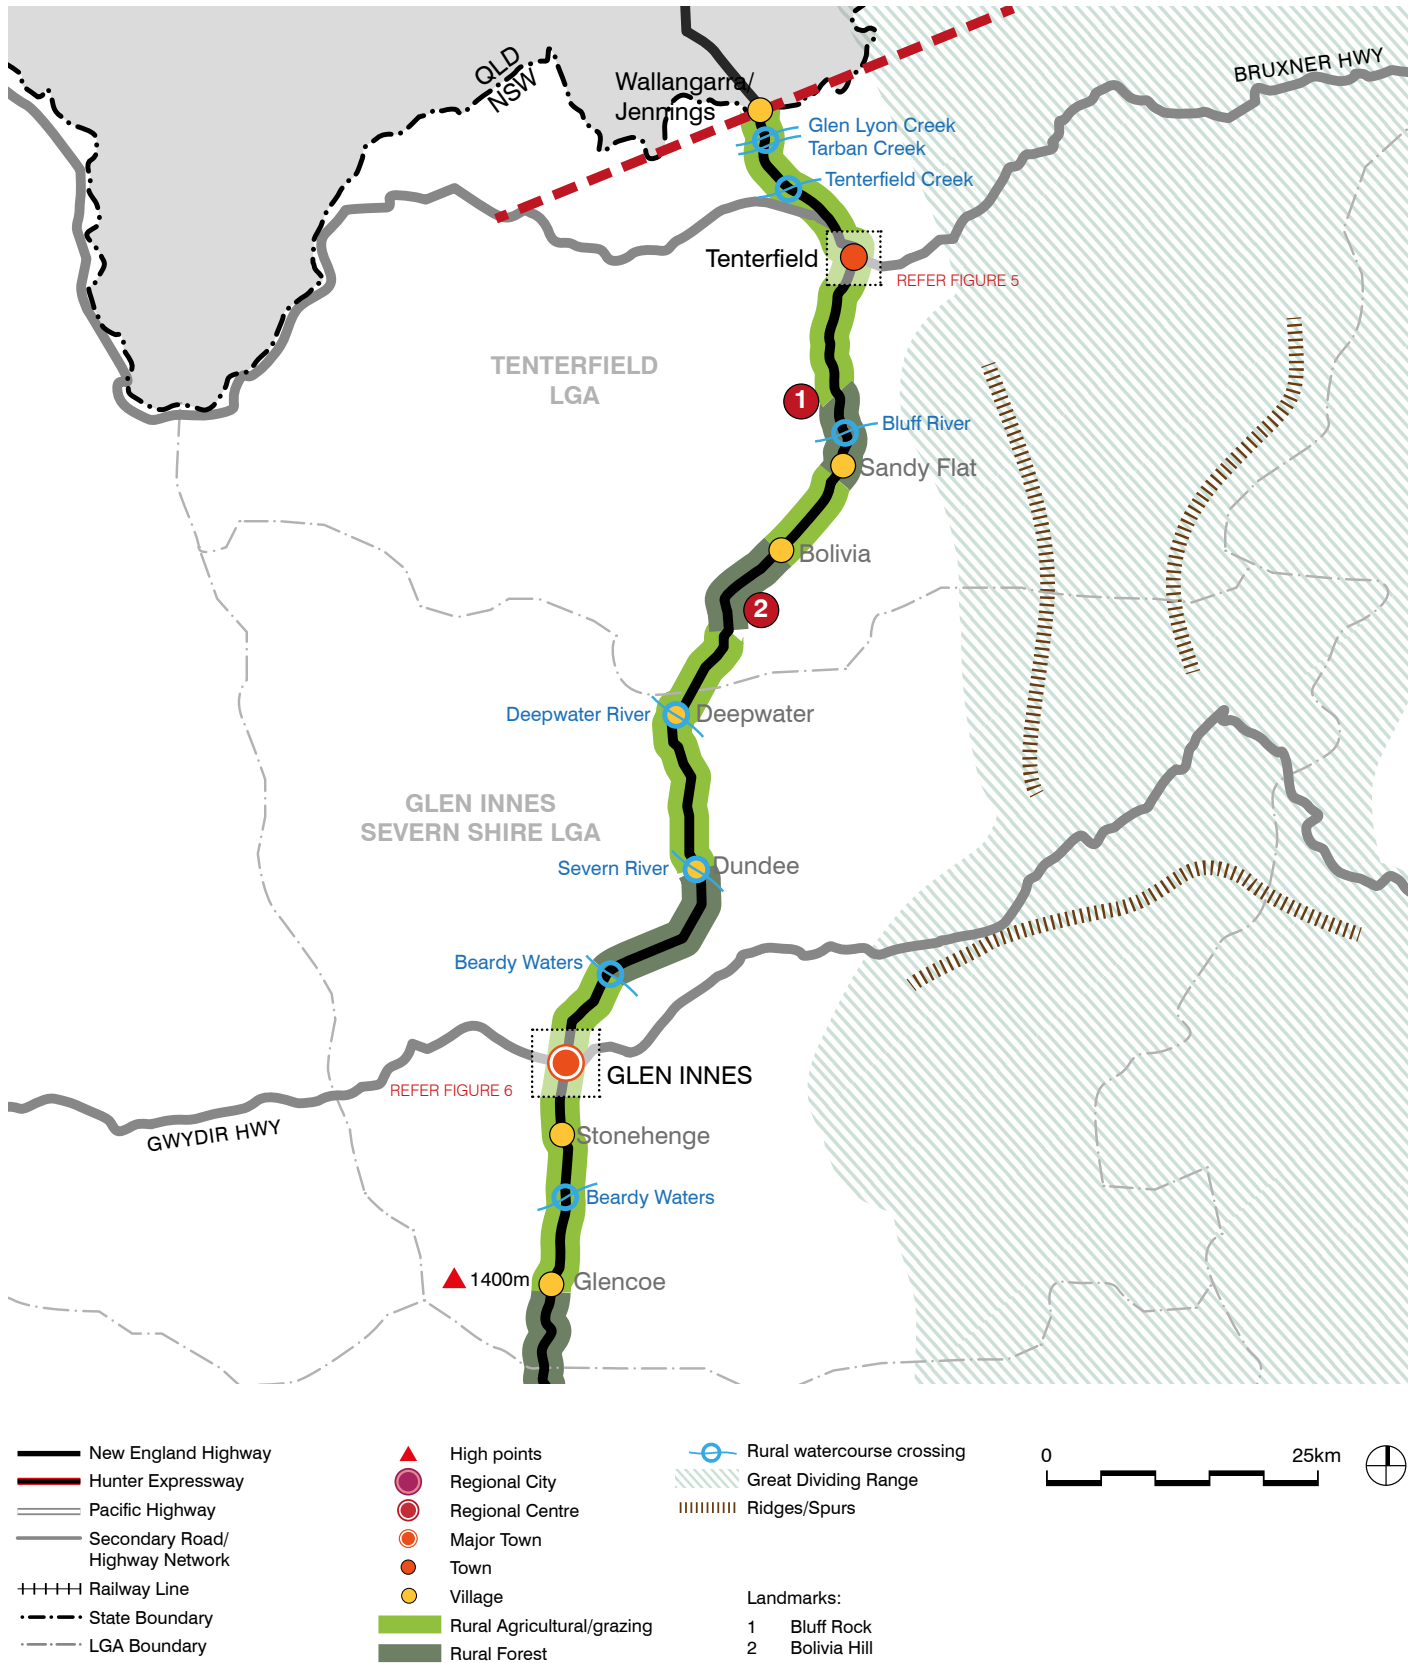 QLD
NSW
Wallangarra/
Jennings
BRUXNER HWY
Glen Lyon Creek
Tarban Creek
Tenterfield Creek
Tenterfield
REFER FIGURE 5
TENTERFIELD
LGA
1
Bluff River
Sandy Flat
Bolivia
2
Deepwater River
Deepwater
GLEN INNES
SEVERN SHIRE LGA
Severn River
Dundee
Beardy Waters
GLEN INNES
REFER FIGURE 6
GWYDIR HWY
Stonehenge
Beardy Waters
1400m
Glencoe
New England Highway
Hunter Expressway
Pacific Highway
Secondary Road/
Highway Network
Railway Line
State Boundary
LGA Boundary
High points
Regional City
Regional Centre
Major Town
Town
Village
Rural Agricultural/grazing
Rural Forest
Rural watercourse crossing
Great Dividing Range
Ridges/Spurs
Landmarks:
1 Bluff Rock
2 Bolivia Hill
0 25km